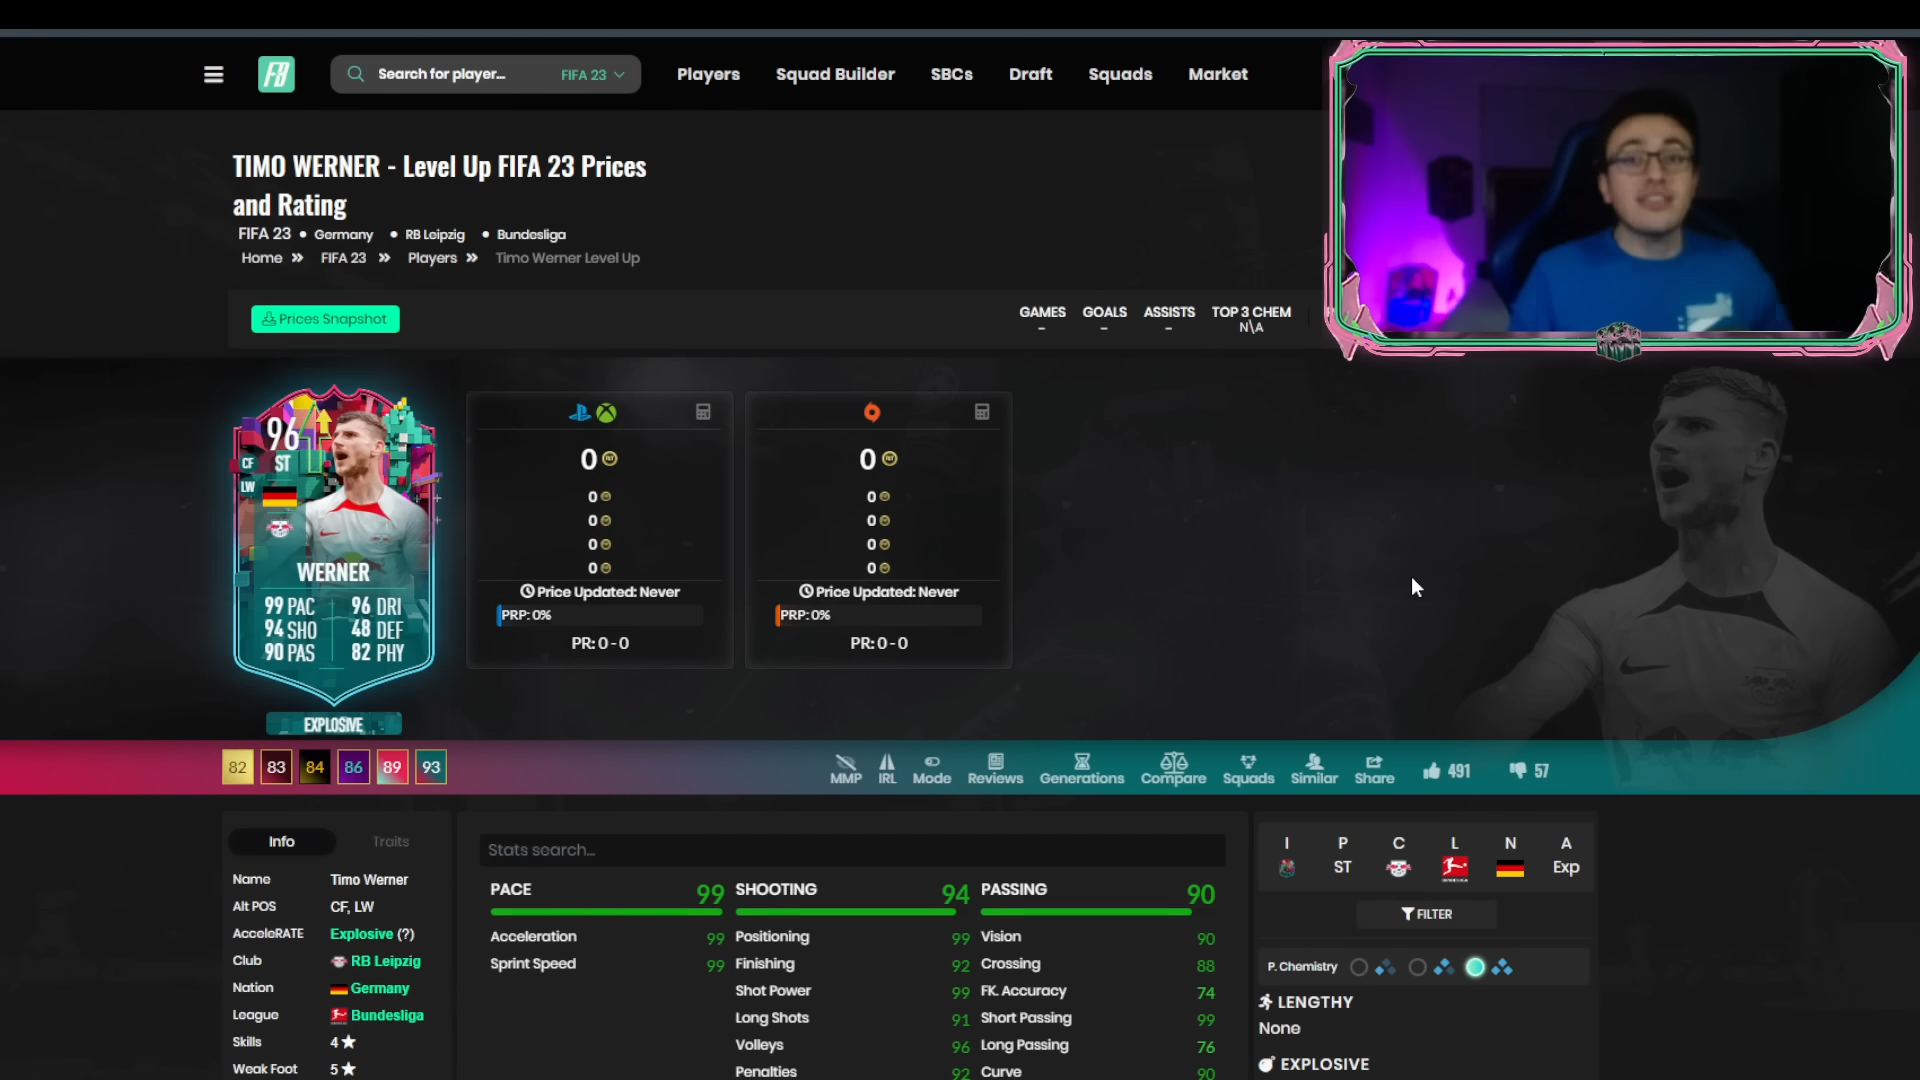 FB
Search for player...
FIFA 23
Players
Squad Builder
SBCs
Draft
Squads
Market
TIMO WERNER - Level Up FIFA 23 Prices
and Rating
FIFA 23 • Germany • RB Leipzig • Bundesliga
Home » FIFA 23 » Players » Timo Werner Level Up
Prices Snapshot
GAMES
GOALS
ASSISTS
TOP 3 CHEM
-
-
-
N\A
96
ST
CF
LW
WERNER
99 PAC
96 DRI
94 SHO
48 DEF
90 PAS
82 PHY
EXPLOSIVE
0
0
0
0
0
Price Updated: Never
PRP: 0%
PR: 0 - 0
0
0
0
0
0
Price Updated: Never
PRP: 0%
PR: 0 - 0
82
83
84
86
89
93
MMP
IRL
Mode
Reviews
Generations
Compare
Squads
Similar
Share
491
57
Info
Traits
Name Timo Werner
Alt POS CF, LW
AcceleRATE Explosive (?)
Club RB Leipzig
Nation Germany
League Bundesliga
Skills 4
Weak Foot 5
Stats search...
PACE 99
Acceleration 99
Sprint Speed 99
SHOOTING 94
Positioning 99
Finishing 92
Shot Power 99
Long Shots 91
Volleys 96
Penalties 92
PASSING 90
Vision 90
Crossing 88
FK. Accuracy 74
Short Passing 99
Long Passing 76
Curve 90
I P C L N A
ST
Exp
FILTER
P. Chemistry
LENGTHY
None
EXPLOSIVE